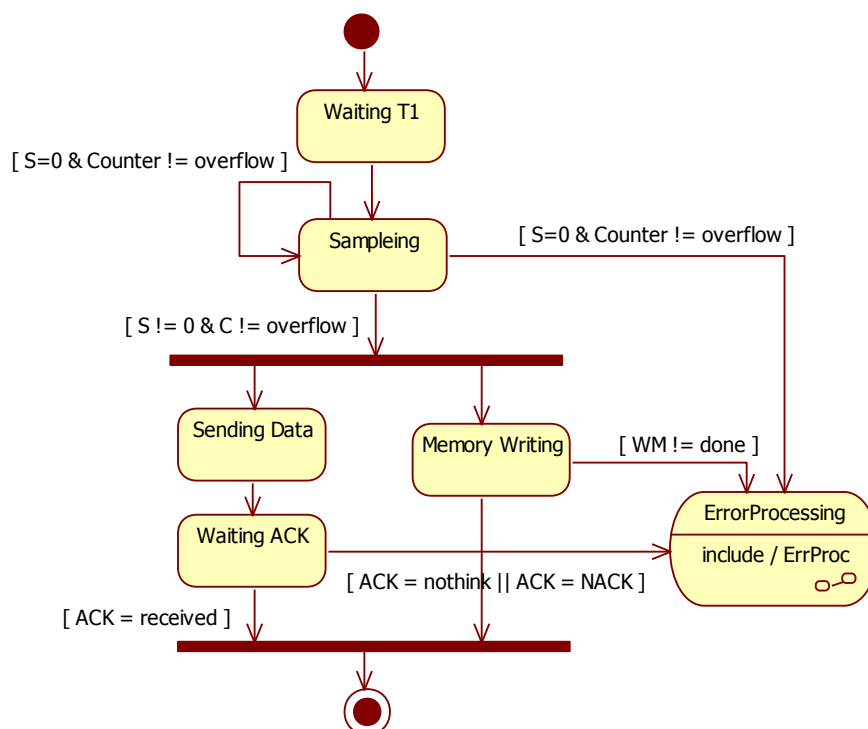 Waiting T1
[ S=0 & Counter != overflow ]
Sampleing
[ S=0 & Counter != overflow ]
[ S != 0 & C != overflow ]
Sending Data
Memory Writing
[ WM != done ]
ErrorProcessing
include / ErrProc
Waiting ACK
[ ACK = nothink || ACK = NACK ]
[ ACK = received ]